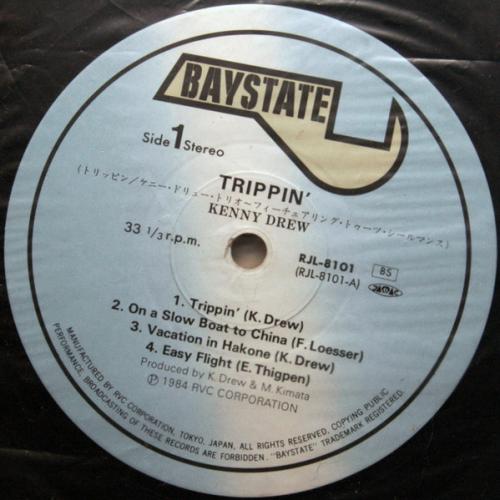 BAYSTATE
Side 1 Stereo
TRIPPIN'
(トリッピン/ケニー・ドリュー・トリオ〜フィーチュアリング・トゥーツ・シールマンス)
KENNY DREW
33 1/3 r.p.m.
RJL-8101
(RJL-8101-A)
BS
JASRAC
1. Trippin' (K. Drew)
2. On a Slow Boat to China (F. Loesser)
3. Vacation in Hakone (K. Drew)
4. Easy Flight (E. Thigpen)
Produced by K. Drew & M. Kimata
Ⓟ 1984 RVC CORPORATION
MANUFACTURED BY RVC CORPORATION, TOKYO, JAPAN, ALL RIGHTS RESERVED, COPYING PUBLIC
PERFORMANCE, BROADCASTING OF THESE RECORDS ARE FORBIDDEN. "BAYSTATE" TRADEMARK REGISTERED.